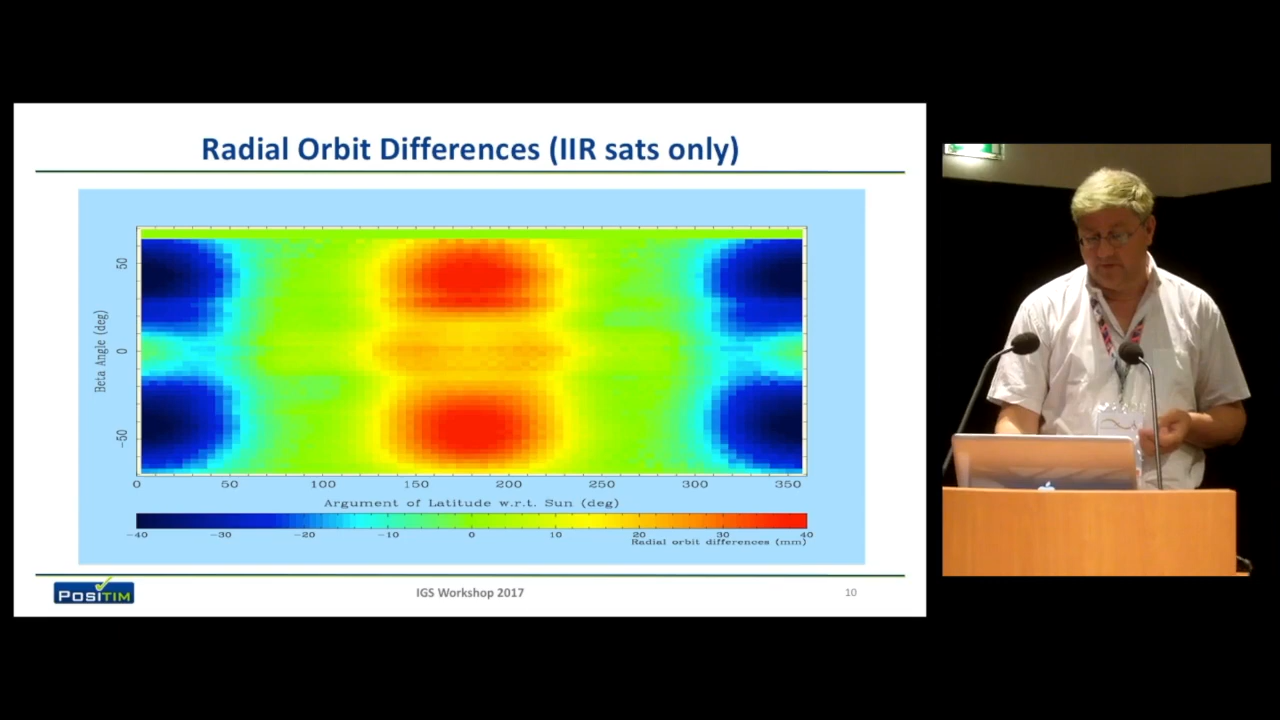 Radial Orbit Differences (IIR sats only)
Beta Angle (deg)
50
0
−50
0 50 100 150 200 250 300 350
Argument of Latitude w.r.t. Sun (deg)
−40 −30 −20 −10 0 10 20 30 40
Radial orbit differences (mm)
POSITIM
IGS Workshop 2017
10